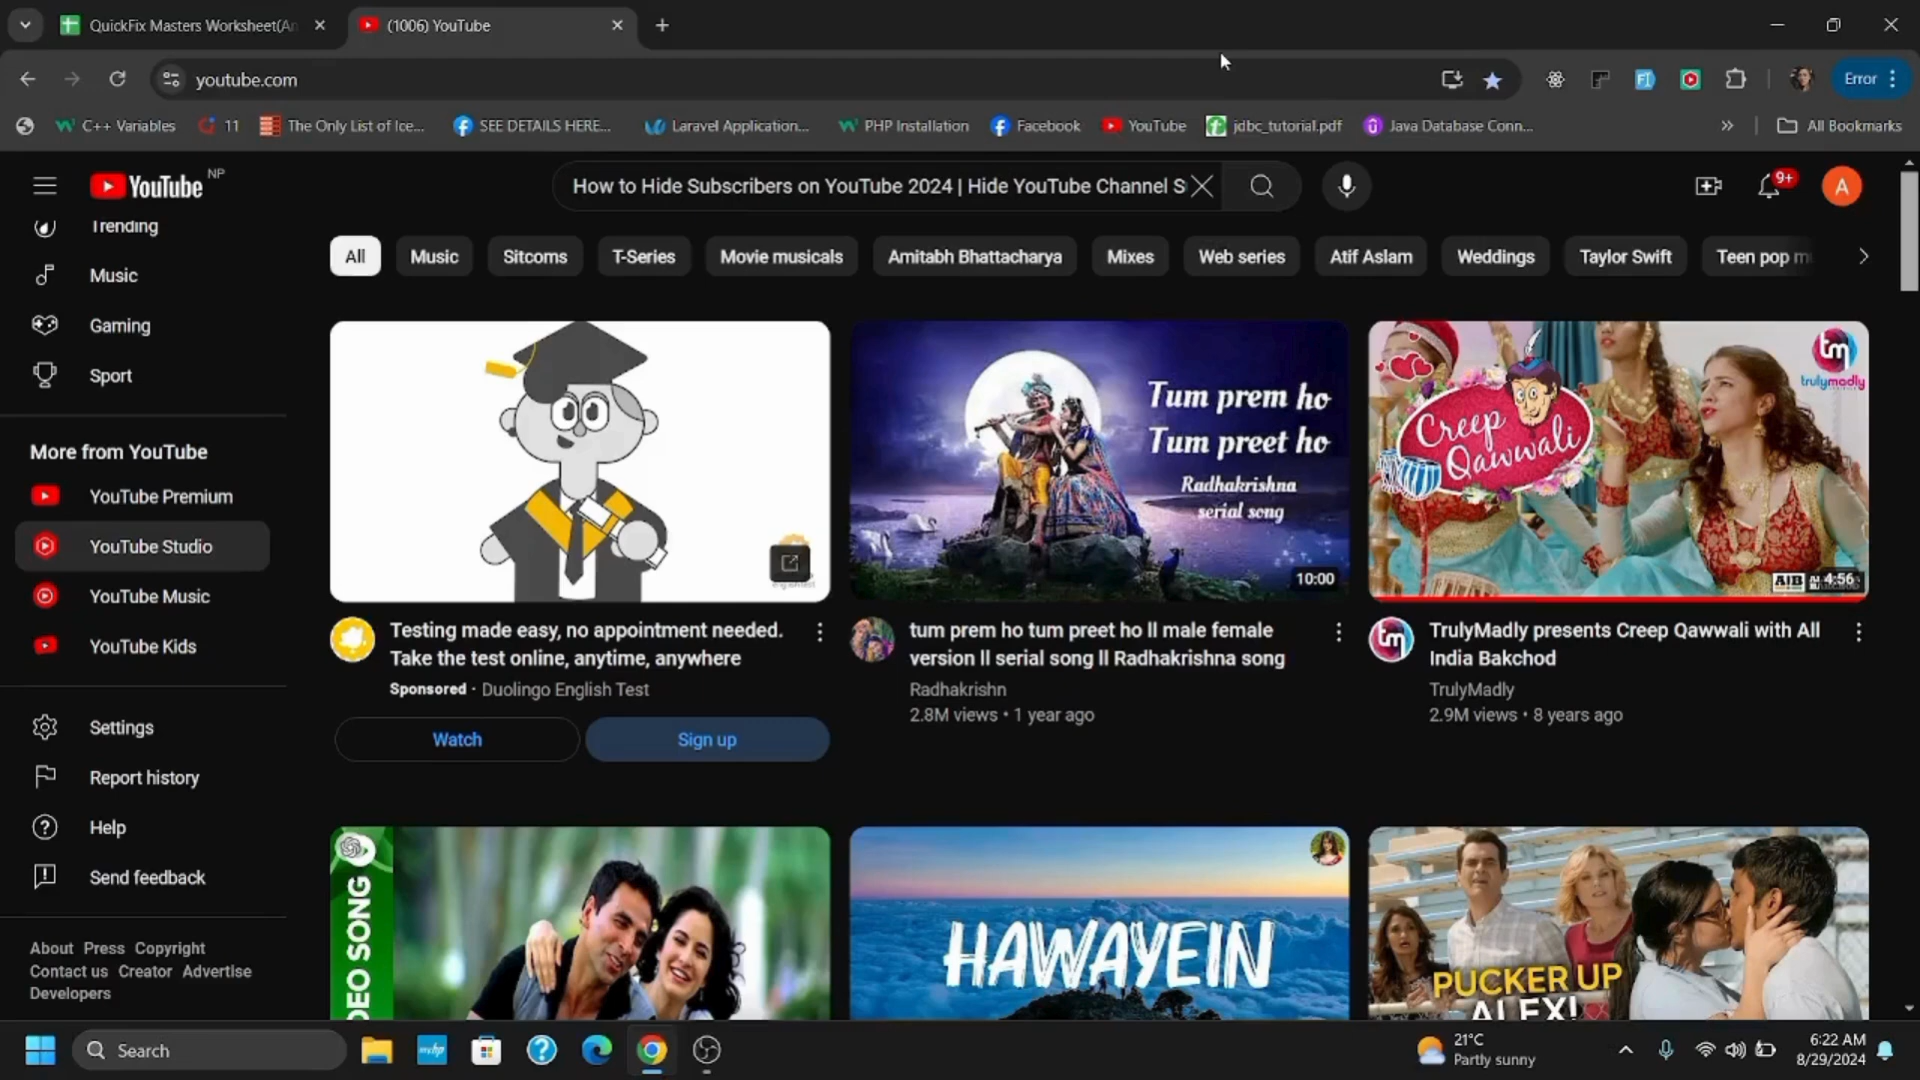 QuickFix Masters Worksheet(An
(1006) YouTube
youtube.com
Error
C++ Variables
11
The Only List of Ice...
SEE DETAILS HERE...
Laravel Application...
PHP Installation
Facebook
YouTube
jdbc_tutorial.pdf
Java Database Conn...
All Bookmarks
YouTube NP
How to Hide Subscribers on YouTube 2024 | Hide YouTube Channel S
9+
A
Trending
Music
Gaming
Sport
More from YouTube
YouTube Premium
YouTube Studio
YouTube Music
YouTube Kids
Settings
Report history
Help
Send feedback
About Press Copyright
Contact us Creator Advertise
Developers
All
Music
Sitcoms
T-Series
Movie musicals
Amitabh Bhattacharya
Mixes
Web series
Atif Aslam
Weddings
Taylor Swift
Teen pop m
Testing made easy, no appointment needed.
Take the test online, anytime, anywhere
Sponsored · Duolingo English Test
Watch
Sign up
Tum prem ho
Tum preet ho
Radhakrishna
serial song
10:00
tum prem ho tum preet ho ll male female
version ll serial song ll Radhakrishna song
Radhakrishn
2.8M views • 1 year ago
tm
trulymadly
Creep
Qawwali
AIB
4:56
tm
TrulyMadly presents Creep Qawwali with All
India Bakchod
TrulyMadly
2.9M views • 8 years ago
DEO SONG
HAWAYEIN
PUCKER UP
ALEX!
Search
myhp
21°C
Partly sunny
6:22 AM
8/29/2024